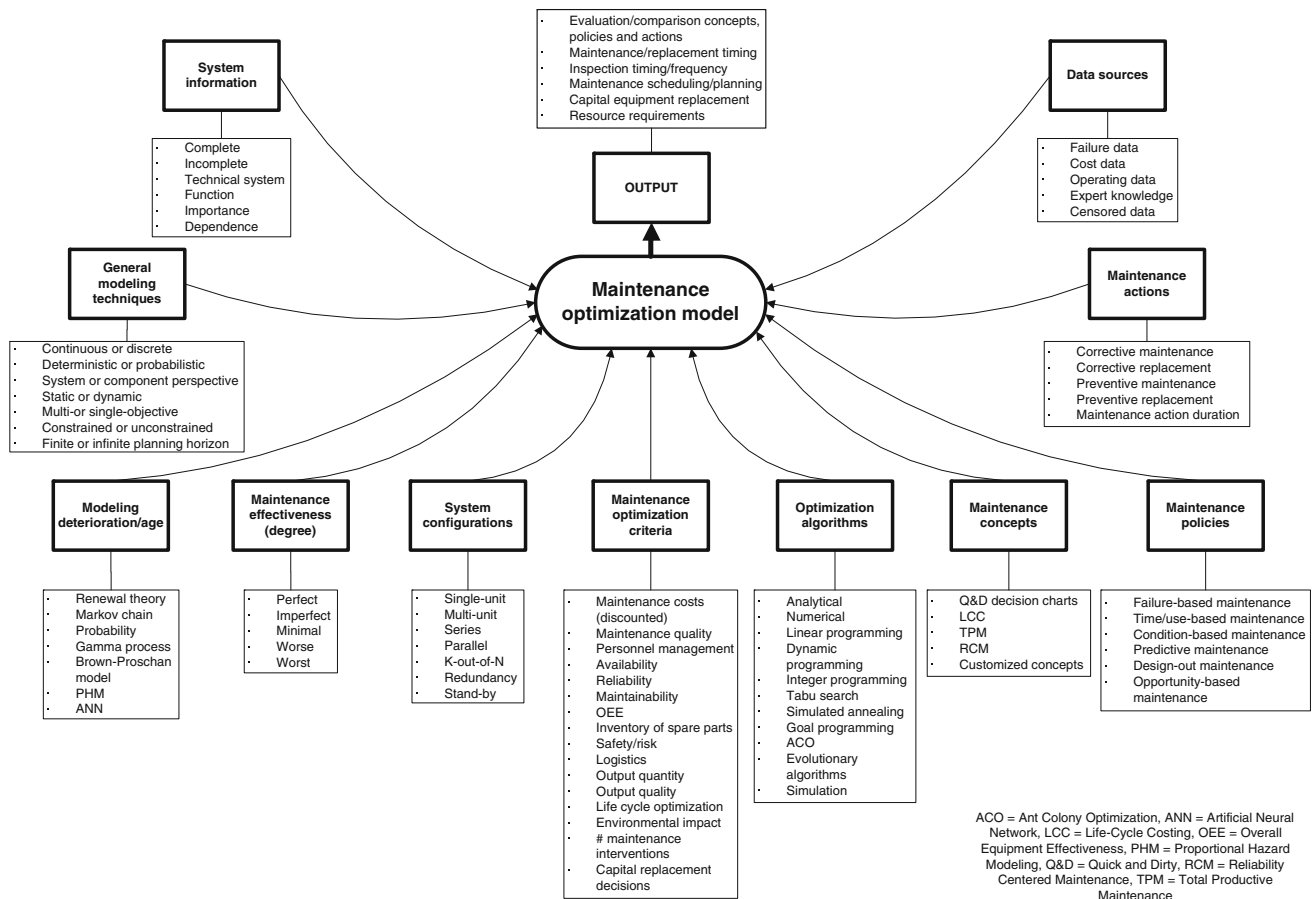 Evaluation/comparison concepts,
policies and actions
Maintenance/replacement timing
Inspection timing/frequency
Maintenance scheduling/planning
Capital equipment replacement
Resource requirements
System
information
Complete
Incomplete
Technical system
Function
Importance
Dependence
OUTPUT
Data sources
Failure data
Cost data
Operating data
Expert knowledge
Censored data
General
modeling
techniques
Continuous or discrete
Deterministic or probabilistic
System or component perspective
Static or dynamic
Multi-or single-objective
Constrained or unconstrained
Finite or infinite planning horizon
Maintenance
optimization model
Maintenance
actions
Corrective maintenance
Corrective replacement
Preventive maintenance
Preventive replacement
Maintenance action duration
Modeling
deterioration/age
Renewal theory
Markov chain
Probability
Gamma process
Brown-Proschan
model
PHM
ANN
Maintenance
effectiveness
(degree)
Perfect
Imperfect
Minimal
Worse
Worst
System
configurations
Single-unit
Multi-unit
Series
Parallel
K-out-of-N
Redundancy
Stand-by
Maintenance
optimization
criteria
Maintenance costs
(discounted)
Maintenance quality
Personnel management
Availability
Reliability
Maintainability
OEE
Inventory of spare parts
Safety/risk
Logistics
Output quantity
Output quality
Life cycle optimization
Environmental impact
# maintenance
interventions
Capital replacement
decisions
Optimization
algorithms
Analytical
Numerical
Linear programming
Dynamic
programming
Integer programming
Tabu search
Simulated annealing
Goal programming
ACO
Evolutionary
algorithms
Simulation
Maintenance
concepts
Q&D decision charts
LCC
TPM
RCM
Customized concepts
Maintenance
policies
Failure-based maintenance
Time/use-based maintenance
Condition-based maintenance
Predictive maintenance
Design-out maintenance
Opportunity-based
maintenance
ACO = Ant Colony Optimization, ANN = Artificial Neural
Network, LCC = Life-Cycle Costing, OEE = Overall
Equipment Effectiveness, PHM = Proportional Hazard
Modeling, Q&D = Quick and Dirty, RCM = Reliability
Centered Maintenance, TPM = Total Productive
Maintenance